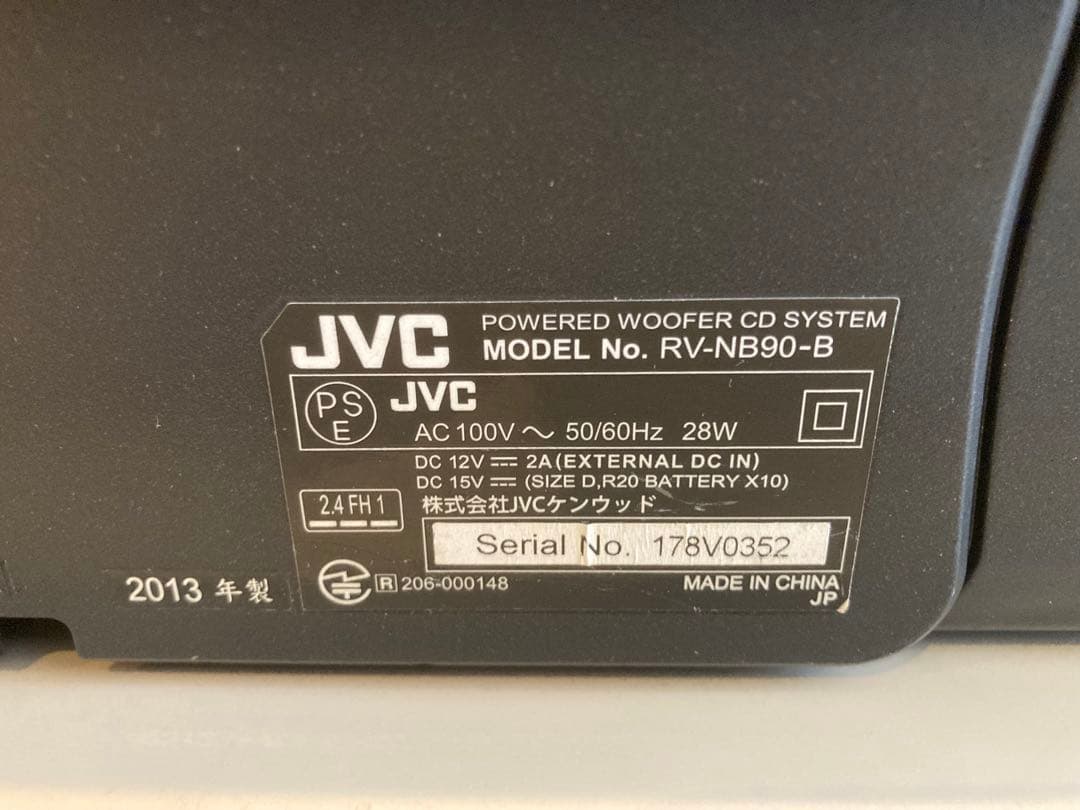 JVC POWERED WOOFER CD SYSTEM
MODEL No. RV-NB90-B
PS
E
JVC
AC 100V ～ 50/60Hz 28W
DC 12V ⎓ 2A(EXTERNAL DC IN)
DC 15V ⎓ (SIZE D,R20 BATTERY X10)
2.4 FH 1
株式会社JVCケンウッド
Serial No. 178V0352
2013 年製
R 206-000148
MADE IN CHINA
JP